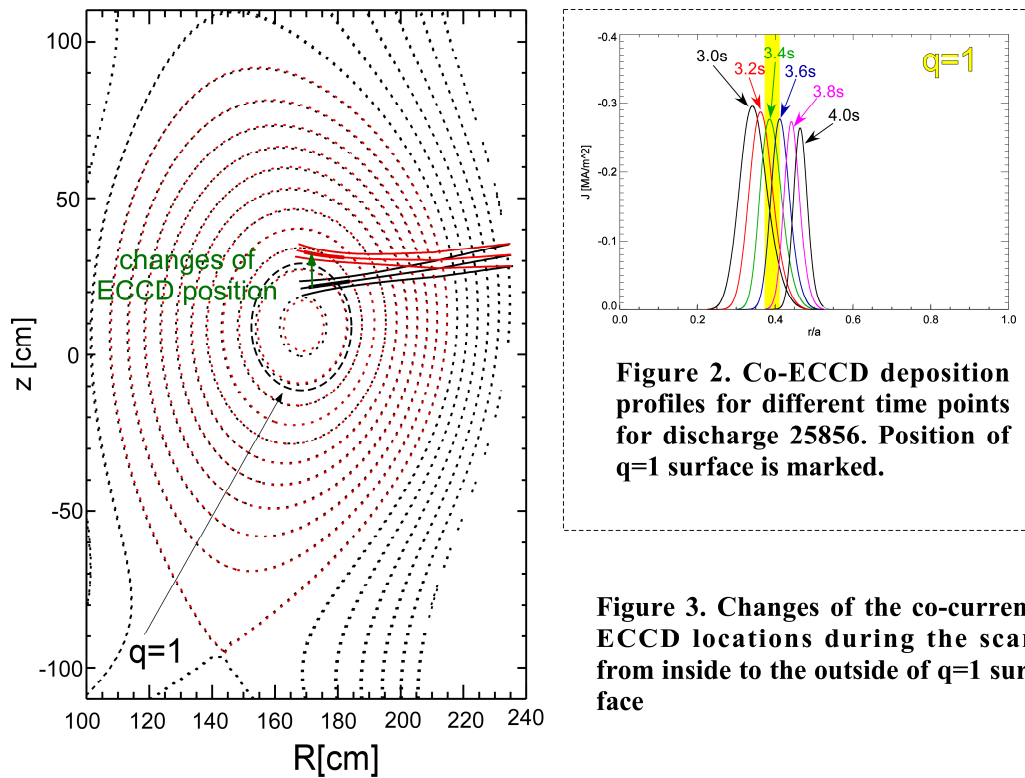 100
50
0
-50
-100
z [cm]
changes of
ECCD position
q=1
100 120 140 160 180 200 220 240
R[cm]
-0.4
-0.3
-0.2
-0.1
0.0
J [MA/m^2]
3.0s
3.2s
3.4s
3.6s
3.8s
4.0s
q=1
0.0 0.2 0.4 0.6 0.8 1.0
r/a
Figure 2. Co-ECCD deposition
profiles for different time points
for discharge 25856. Position of
q=1 surface is marked.
Figure 3. Changes of the co-curren
ECCD locations during the scan
from inside to the outside of q=1 sur
face